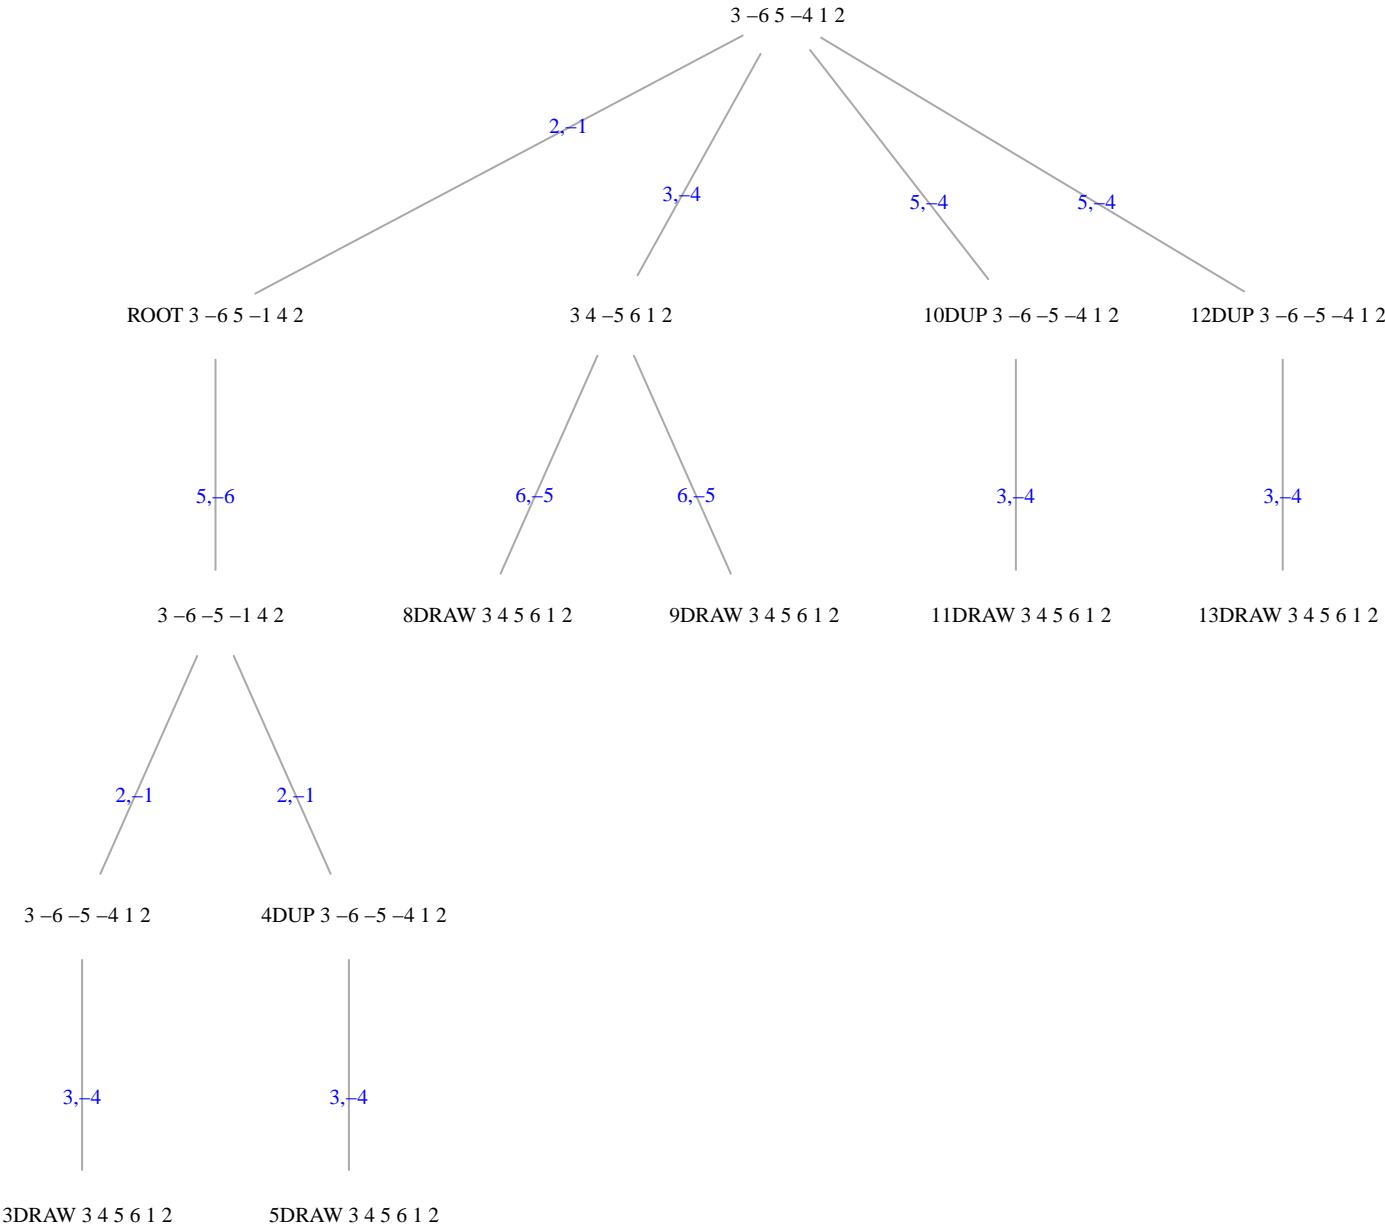 3 –6 5 –4 1 2
2,–1
3,–4
5,–4
5,–4
ROOT 3 –6 5 –1 4 2
3 4 –5 6 1 2
10DUP 3 –6 –5 –4 1 2
12DUP 3 –6 –5 –4 1 2
5,–6
6,–5
6,–5
3,–4
3,–4
3 –6 –5 –1 4 2
8DRAW 3 4 5 6 1 2
9DRAW 3 4 5 6 1 2
11DRAW 3 4 5 6 1 2
13DRAW 3 4 5 6 1 2
2,–1
2,–1
3 –6 –5 –4 1 2
4DUP 3 –6 –5 –4 1 2
3,–4
3,–4
3DRAW 3 4 5 6 1 2
5DRAW 3 4 5 6 1 2